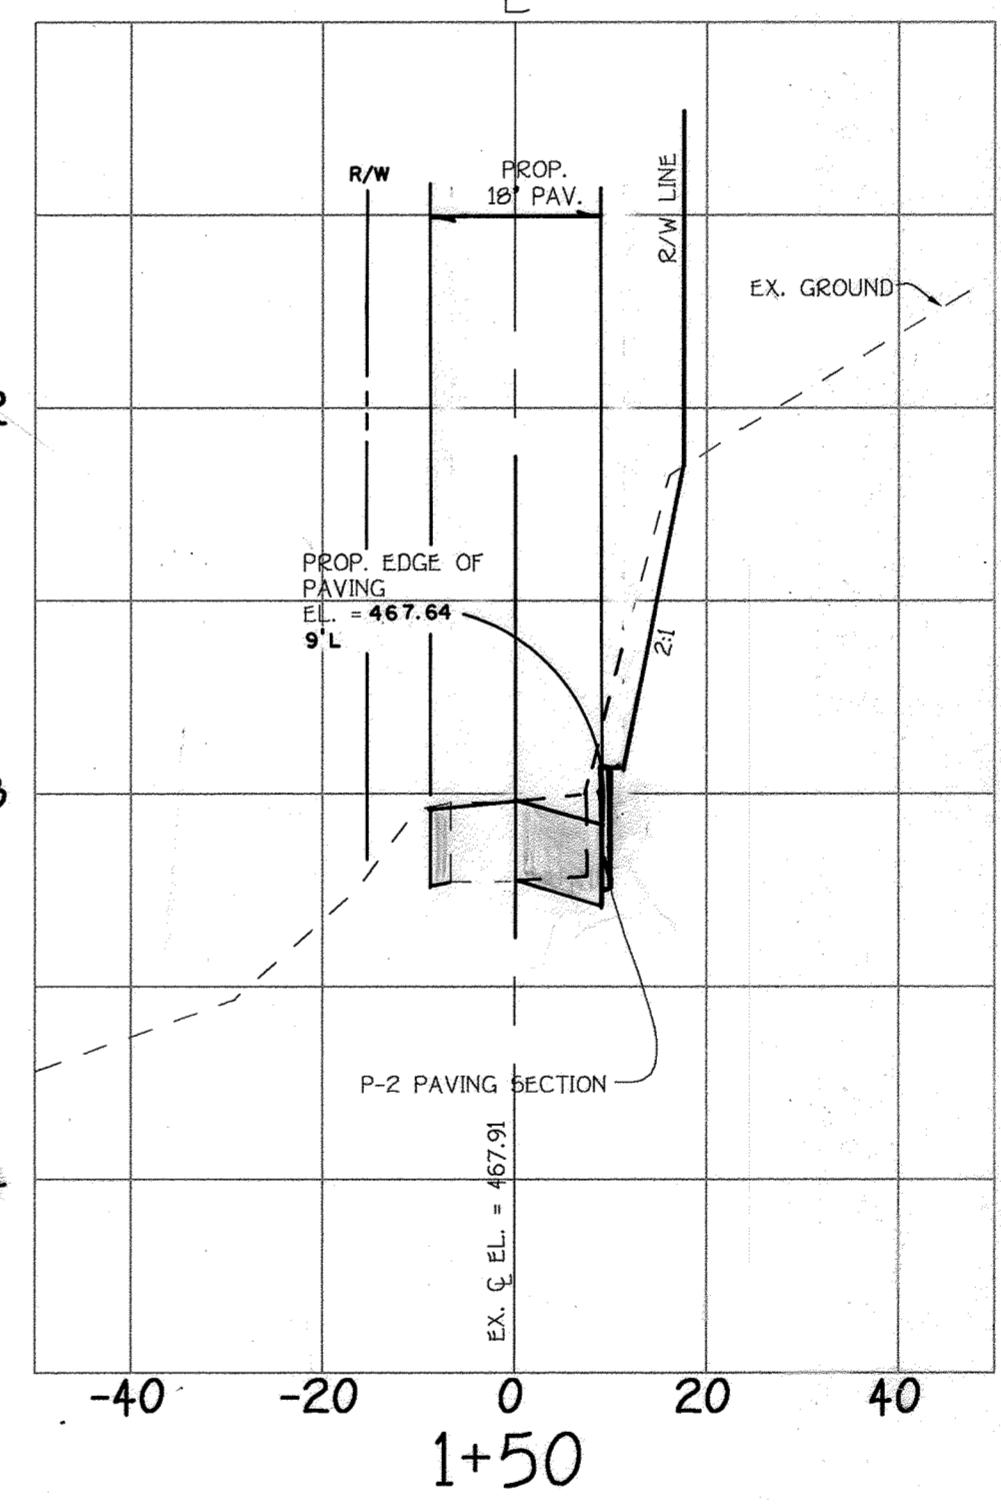 R/W
PROP.
18' PAV.
R/W LINE
EX. GROUND
PROP. EDGE OF
PAVING
EL. = 467.64
9'L
2:1
P-2 PAVING SECTION
EX. ℄ EL. = 467.91
-40 -20 0 20 40
1+50